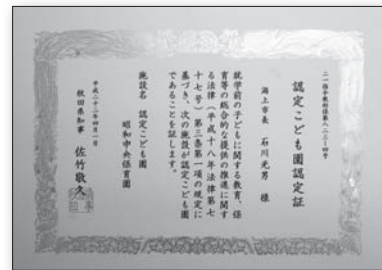 認定こども園認定証
潟上市長　石川光男　様
就学前の子どもに関する教育、保
育等の総合的な提供の推進に関す
る法律（平成十八年法律第七
十七号）第三条第一項の規定に
基づき、次の施設が認定こども園
であることを証します。
施設名　認定こども園
昭和中央保育園
平成二十二年四月一日
秋田県知事　佐竹敬久